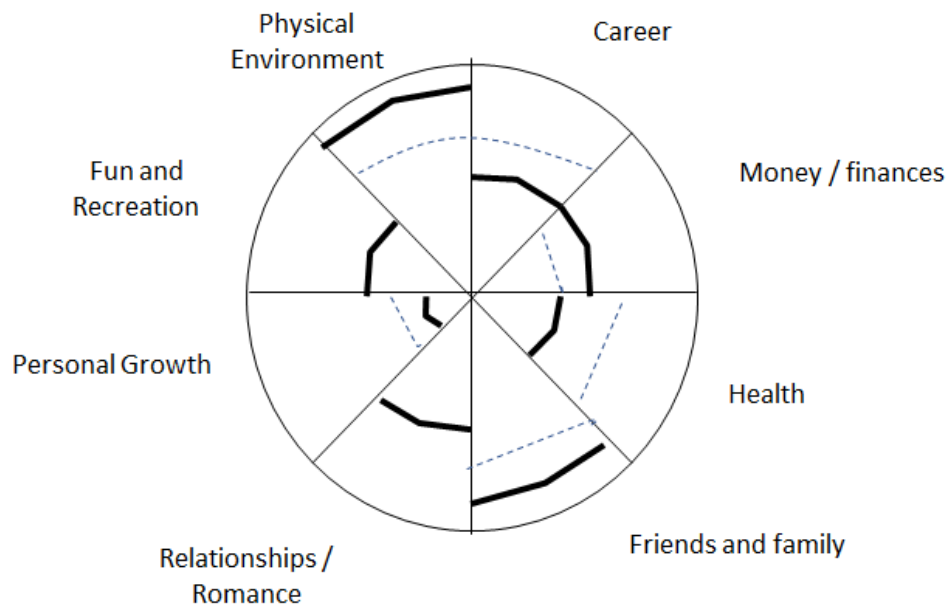 Physical
Environment
Career
Fun and
Recreation
Money / finances
Personal Growth
Health
Relationships /
Romance
Friends and family